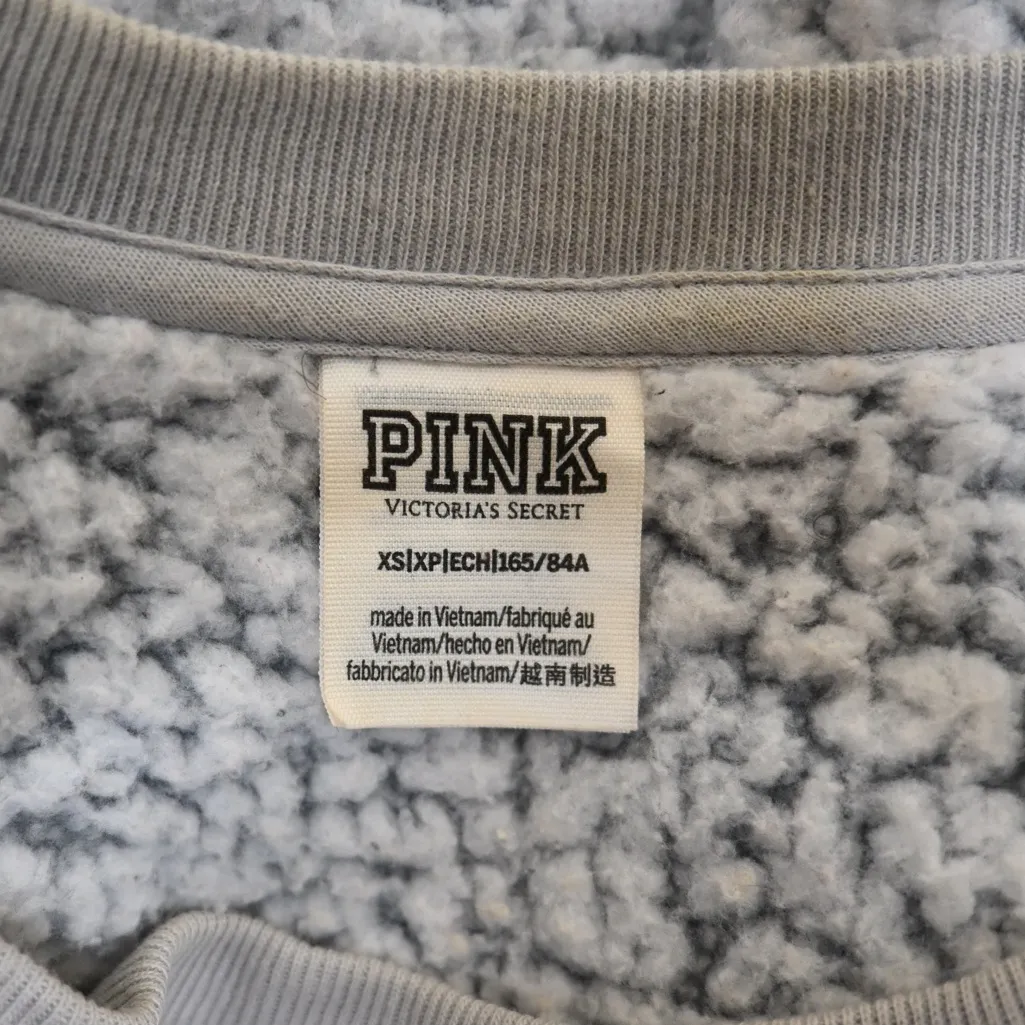 PINK
VICTORIA'S SECRET
XS|XP|ECH|165/84A
made in Vietnam/fabriqué au
Vietnam/hecho en Vietnam/
fabbricato in Vietnam/越南制造